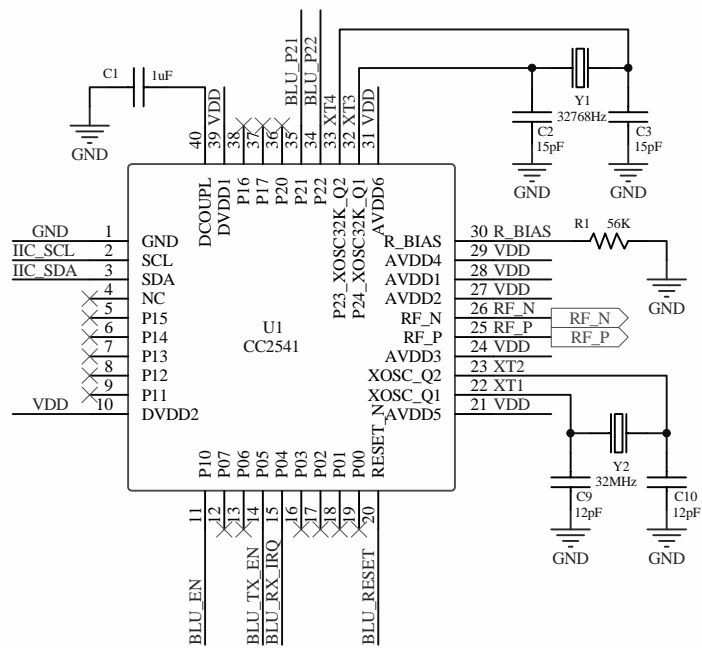 C1 1uF
GND
BLU_P21
BLU_P22
XT4
XT3
VDD
VDD
40
39
38
37
36
35
34
33
32
31
DCOUPL
DVDD1
P16
P17
P20
P21
P22
P23_XOSC32K_Q2
P24_XOSC32K_Q1
AVDD6
Y1
32768Hz
C2
15pF
GND
C3
15pF
GND
GND 1 GND
IIC_SCL 2 SCL
IIC_SDA 3 SDA
4 NC
5 P15
6 P14
7 P13
8 P12
9 P11
VDD 10 DVDD2
U1
CC2541
R_BIAS 30 R_BIAS
AVDD4 29 VDD
AVDD1 28 VDD
AVDD2 27 VDD
RF_N 26 RF_N RF_N
RF_P 25 RF_P RF_P
AVDD3 24 VDD
XOSC_Q2 23 XT2
XOSC_Q1 22 XT1
AVDD5 21 VDD
R1 56K
GND
Y2
32MHz
C9
12pF
GND
C10
12pF
GND
P10
P07
P06
P05
P04
P03
P02
P01
P00
RESET_N
11
12
13
14
15
16
17
18
19
20
BLU_EN
BLU_TX_EN
BLU_RX_IRQ
BLU_RESET